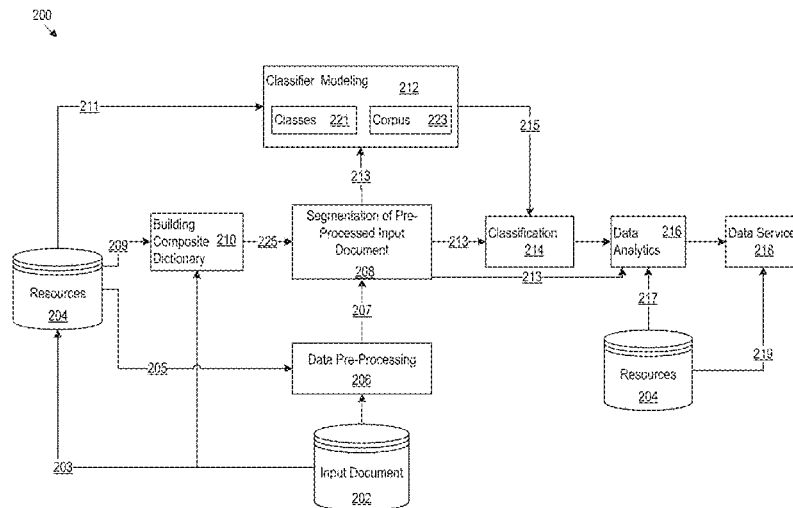 200
Classifier Modeling
212
Classes 221
Corpus 223
211
215
213
Building
Composite
Dictionary
210
209
225
Segmentation of Pre-
Processed Input
Document
208
213
Classification
214
Data
Analytics
216
Data Service
218
213
Resources
204
207
217
219
205
Data Pre-Processing
206
Resources
204
203
Input Document
202